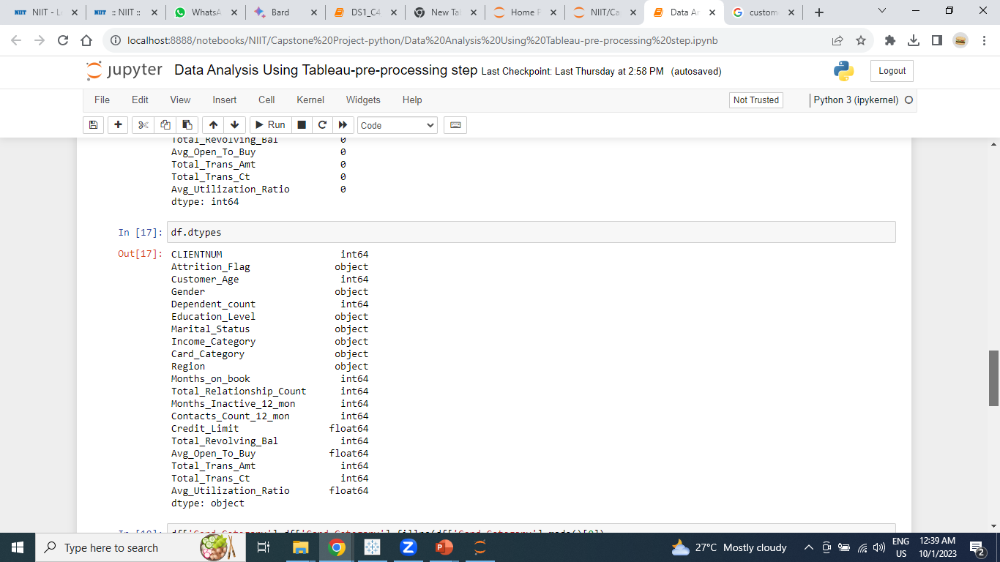 NIIT - L
:: NIIT ::
WhatsA
Bard
DS1_C4
New Ta
Home P
NIIT/Ca
Data Ar
custom
localhost:8888/notebooks/NIIT/Capstone%20Project-python/Data%20Analysis%20Using%20Tableau-pre-processing%20step.ipynb
jupyter Data Analysis Using Tableau-pre-processing step Last Checkpoint: Last Thursday at 2:58 PM (autosaved)
Logout
File Edit View Insert Cell Kernel Widgets Help
Not Trusted
Python 3 (ipykernel)
Run
Code
Total_Revolving_Bal 0
Avg_Open_To_Buy 0
Total_Trans_Amt 0
Total_Trans_Ct 0
Avg_Utilization_Ratio 0
dtype: int64
In [17]: df.dtypes
Out[17]: CLIENTNUM int64
Attrition_Flag object
Customer_Age int64
Gender object
Dependent_count int64
Education_Level object
Marital_Status object
Income_Category object
Card_Category object
Region object
Months_on_book int64
Total_Relationship_Count int64
Months_Inactive_12_mon int64
Contacts_Count_12_mon int64
Credit_Limit float64
Total_Revolving_Bal int64
Avg_Open_To_Buy float64
Total_Trans_Amt int64
Total_Trans_Ct int64
Avg_Utilization_Ratio float64
dtype: object
Type here to search
27°C Mostly cloudy
ENG
US
12:39 AM
10/1/2023
2